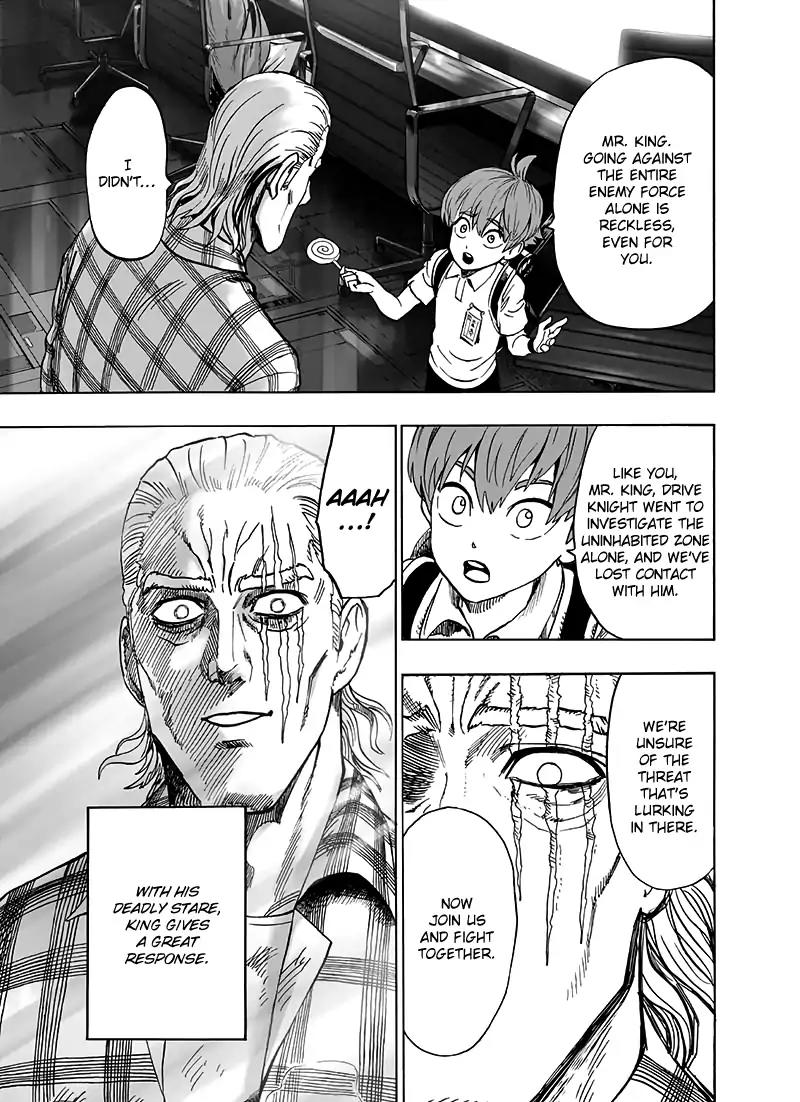 MR. KING.
GOING AGAINST
THE ENTIRE
ENEMY FORCE
ALONE IS
RECKLESS,
EVEN FOR
YOU.
I
DIDN'T...
LIKE YOU,
MR. KING, DRIVE
KNIGHT WENT TO
INVESTIGATE THE
UNINHABITED ZONE
ALONE, AND WE'VE
LOST CONTACT
WITH HIM.
WE'RE
UNSURE
OF THE
THREAT
THAT'S
LURKING
IN THERE.
NOW
JOIN US
AND FIGHT
TOGETHER.
AAAH
...!
WITH HIS
DEADLY STARE,
KING GIVES
A GREAT
RESPONSE.